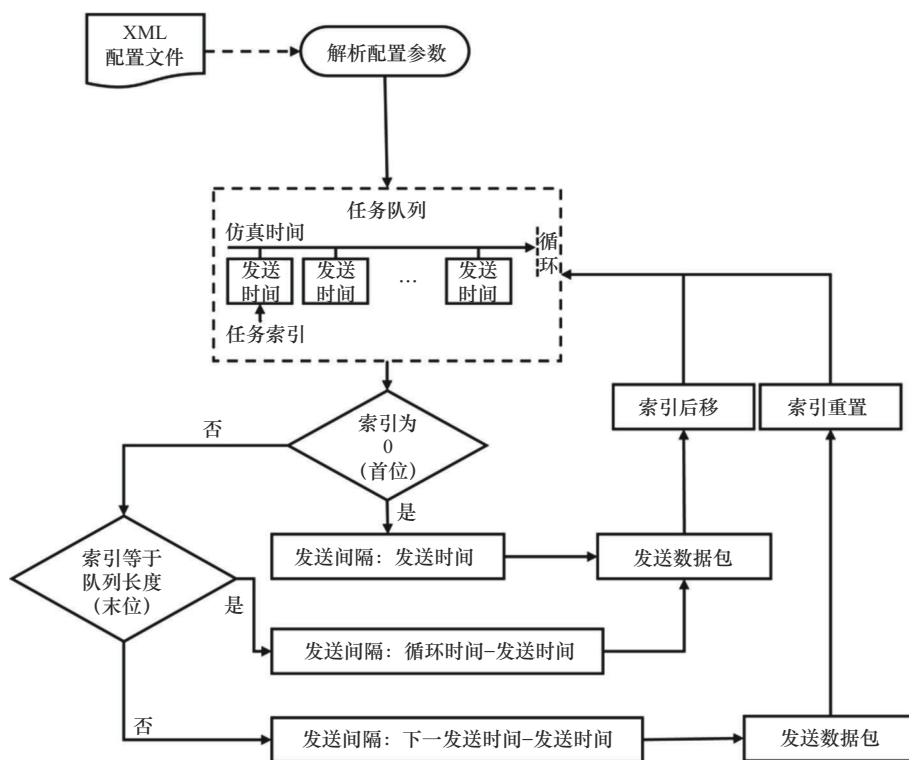 XML
配置文件
解析配置参数
任务队列
仿真时间
循
环
发送
时间
发送
时间
…
发送
时间
任务索引
索引后移
索引重置
否
索引为
0
(首位)
是
发送间隔：发送时间
发送数据包
索引等于
队列长度
(末位)
是
发送间隔：循环时间–发送时间
否
发送间隔：下一发送时间–发送时间
发送数据包